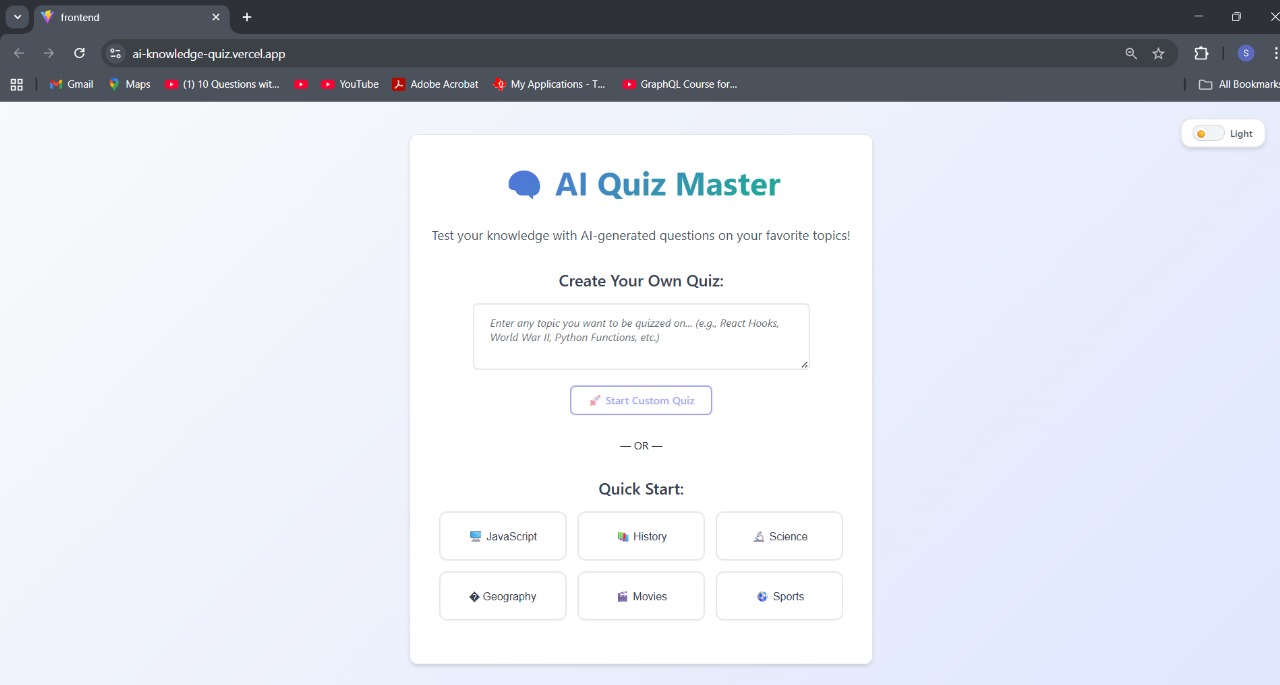 frontend
ai-knowledge-quiz.vercel.app
S
Gmail
Maps
(1) 10 Questions wit...
YouTube
Adobe Acrobat
My Applications - T...
GraphQL Course for...
All Bookmarks
Light
AI Quiz Master
Test your knowledge with AI-generated questions on your favorite topics!
Create Your Own Quiz:
Enter any topic you want to be quizzed on... (e.g., React Hooks,
World War II, Python Functions, etc.)
🚀 Start Custom Quiz
— OR —
Quick Start:
🖥️ JavaScript
📚 History
🔬 Science
� Geography
🎬 Movies
⚽ Sports